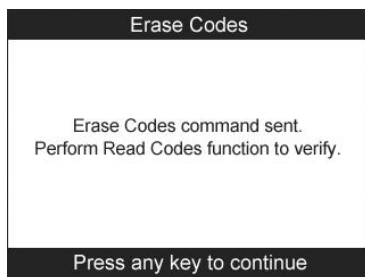 Erase Codes
Erase Codes command sent.
Perform Read Codes function to verify.
Press any key to continue